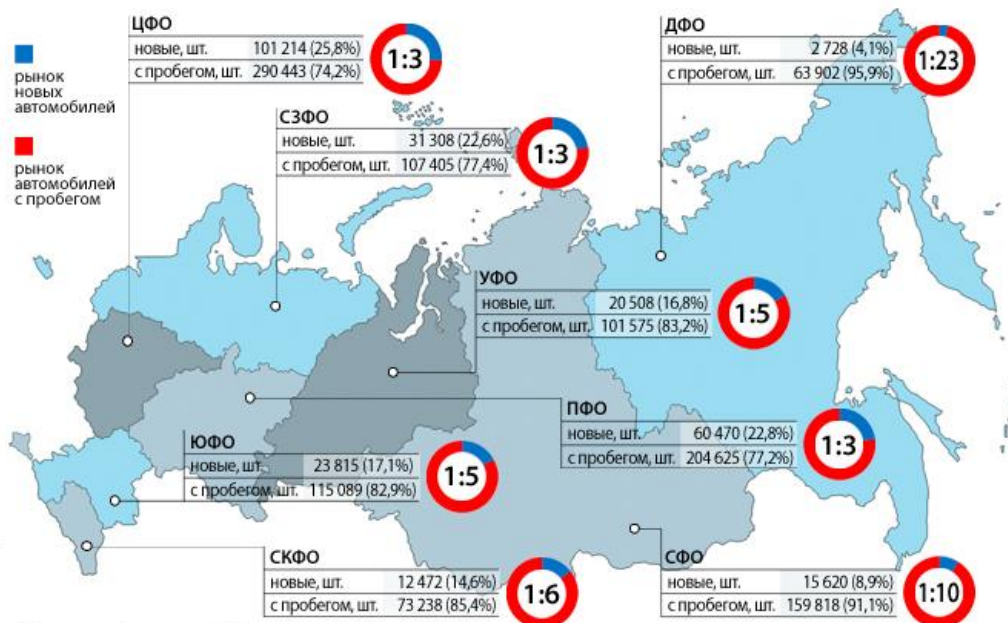 рынок
новых
автомобилей
рынок
автомобилей
с пробегом
ЦФО
новые, шт. 101 214 (25,8%)
с пробегом, шт. 290 443 (74,2%)
1:3
ДФО
новые, шт. 2 728 (4,1%)
с пробегом, шт. 63 902 (95,9%)
1:23
СЗФО
новые, шт. 31 308 (22,6%)
с пробегом, шт. 107 405 (77,4%)
1:3
УФО
новые, шт. 20 508 (16,8%)
с пробегом, шт. 101 575 (83,2%)
1:5
ПФО
новые, шт. 60 470 (22,8%)
с пробегом, шт. 204 625 (77,2%)
1:3
ЮФО
новые, шт. 23 815 (17,1%)
с пробегом, шт. 115 089 (82,9%)
1:5
СКФО
новые, шт. 12 472 (14,6%)
с пробегом, шт. 73 238 (85,4%)
1:6
СФО
новые, шт. 15 620 (8,9%)
с пробегом, шт. 159 818 (91,1%)
1:10